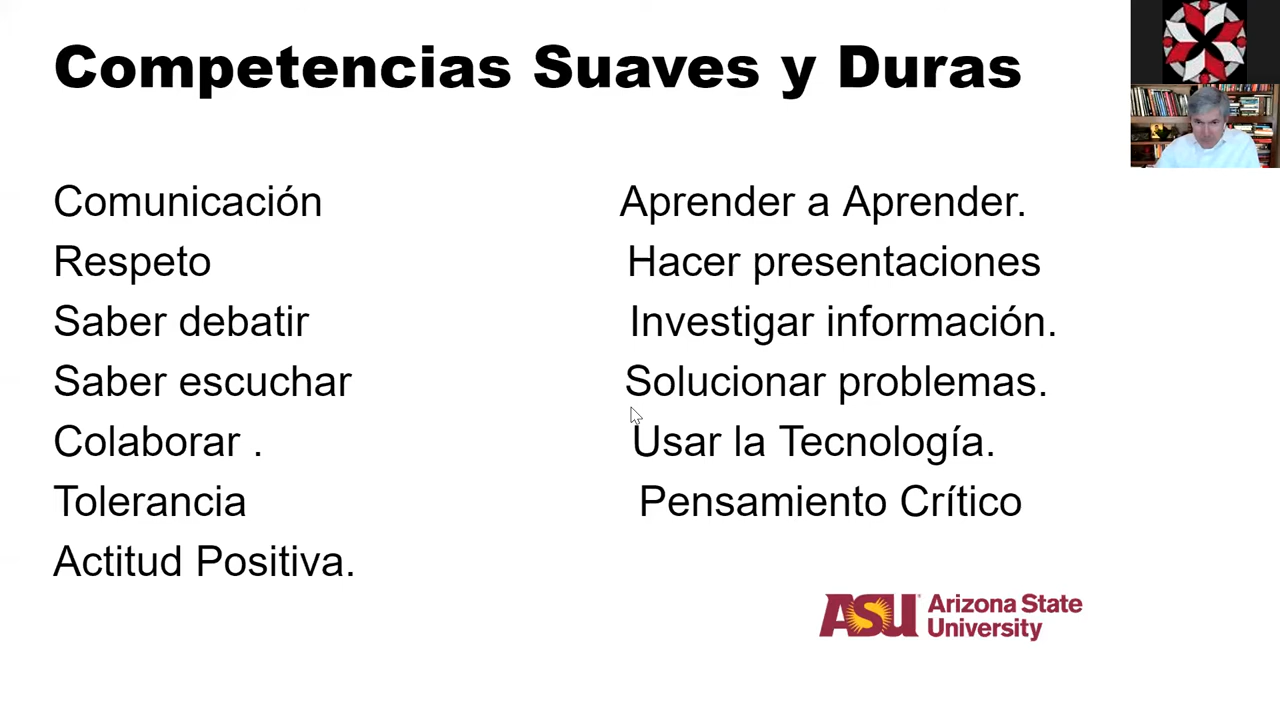 Competencias Suaves y Duras
Comunicación
Respeto
Saber debatir
Saber escuchar
Colaborar .
Tolerancia
Actitud Positiva.
Aprender a Aprender.
Hacer presentaciones
Investigar información.
Solucionar problemas.
Usar la Tecnología.
Pensamiento Crítico
ASU Arizona State
University